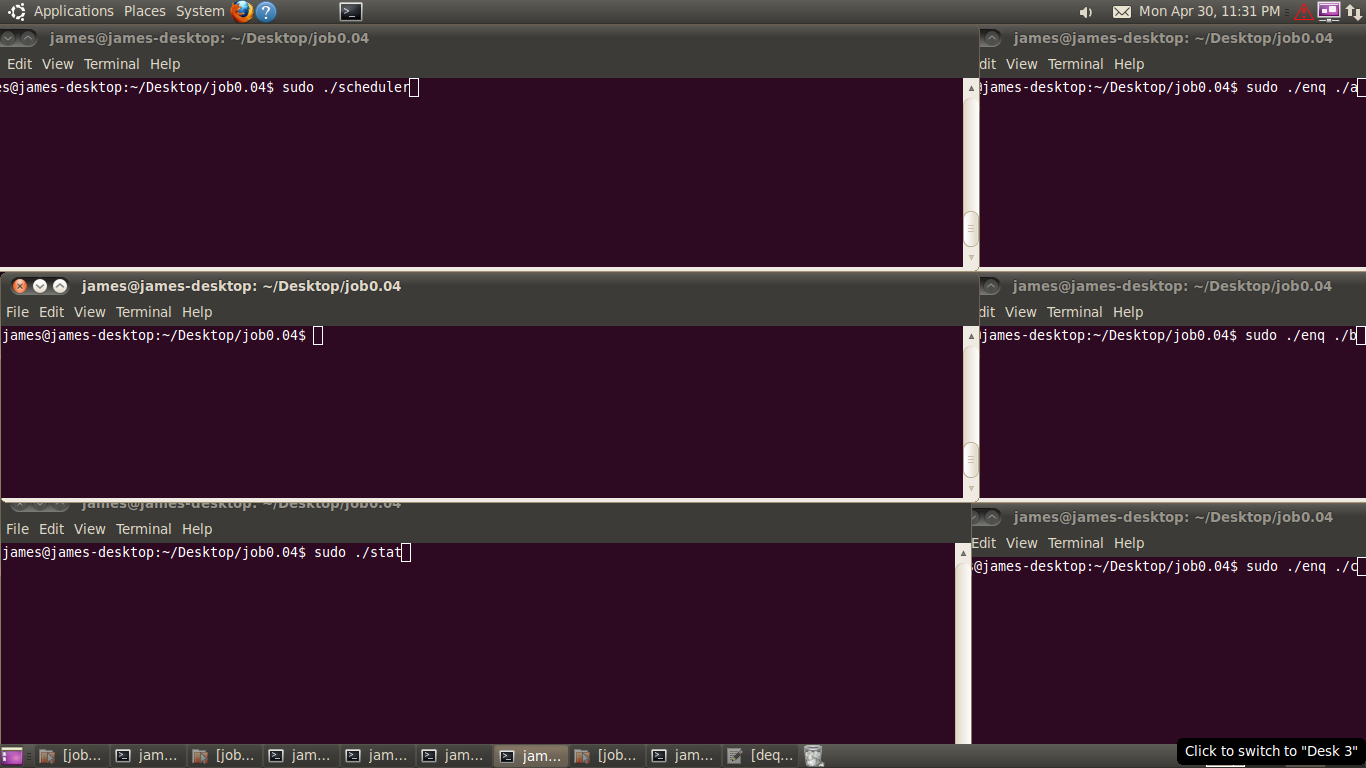 Applications Places System Mon Apr 30, 11:31 PM
james@james-desktop: ~/Desktop/job0.04
Edit View Terminal Help
es@james-desktop:~/Desktop/job0.04$ sudo ./scheduler
james@james-desktop: ~/Desktop/job0.04
dit View Terminal Help
@james-desktop:~/Desktop/job0.04$ sudo ./enq ./a
james@james-desktop: ~/Desktop/job0.04
File Edit View Terminal Help
james@james-desktop:~/Desktop/job0.04$
james@james-desktop: ~/Desktop/job0.04
dit View Terminal Help
@james-desktop:~/Desktop/job0.04$ sudo ./enq ./b
james@james-desktop: ~/Desktop/job0.04
File Edit View Terminal Help
james@james-desktop:~/Desktop/job0.04$ sudo ./stat
james@james-desktop: ~/Desktop/job0.04
Edit View Terminal Help
s@james-desktop:~/Desktop/job0.04$ sudo ./enq ./c
[job... jam... [job... jam... jam... jam... jam... [job... jam... [deq...
Click to switch to "Desk 3"